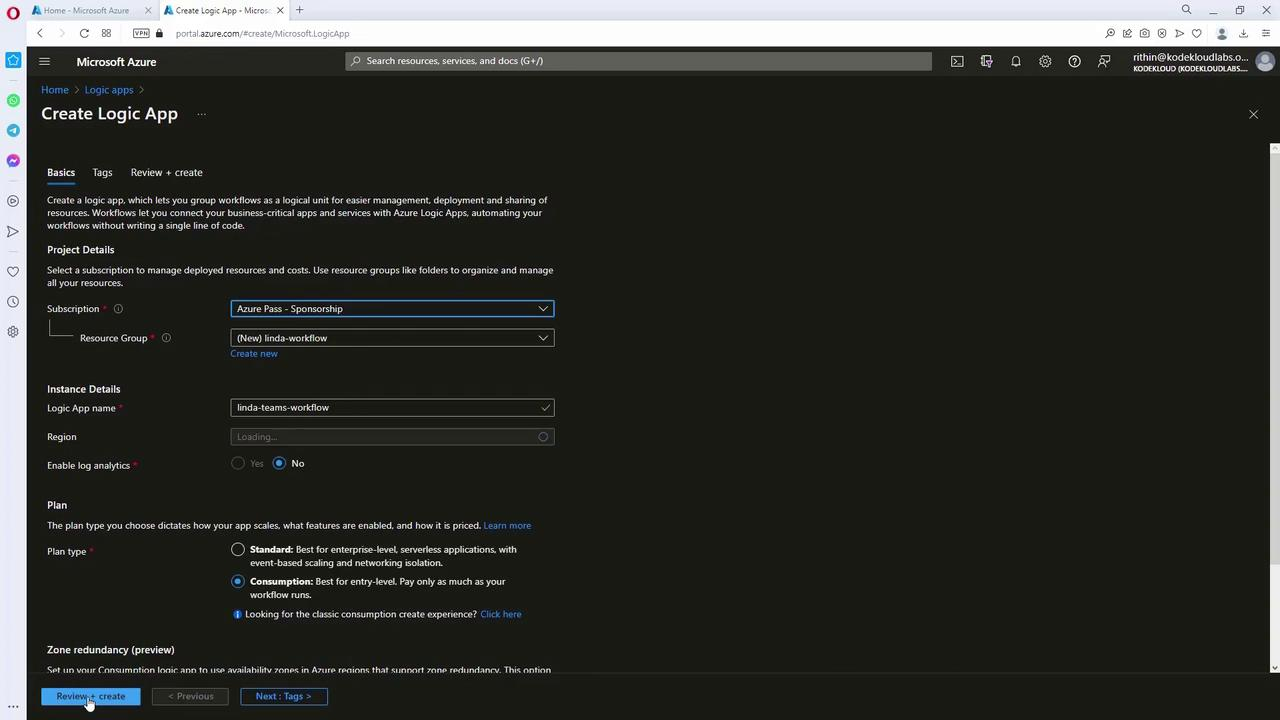 Home - Microsoft Azure
Create Logic App - Micros
VPN
portal.azure.com/#create/Microsoft.LogicApp
Microsoft Azure
Search resources, services, and docs (G+/)
rithin@kodekloudlabs.o...
KODEKLOUD (KODEKLOUDLABS....
Home > Logic apps >
Create Logic App ...
Basics
Tags
Review + create
Create a logic app, which lets you group workflows as a logical unit for easier management, deployment and sharing of
resources. Workflows let you connect your business-critical apps and services with Azure Logic Apps, automating your
workflows without writing a single line of code.
Project Details
Select a subscription to manage deployed resources and costs. Use resource groups like folders to organize and manage
all your resources.
Subscription *
Azure Pass - Sponsorship
Resource Group *
(New) linda-workflow
Create new
Instance Details
Logic App name *
linda-teams-workflow
Region
Loading...
Enable log analytics *
Yes
No
Plan
The plan type you choose dictates how your app scales, what features are enabled, and how it is priced. Learn more
Plan type *
Standard: Best for enterprise-level, serverless applications, with
event-based scaling and networking isolation.
Consumption: Best for entry-level. Pay only as much as your
workflow runs.
Looking for the classic consumption create experience? Click here
Zone redundancy (preview)
Set up your Consumption logic app to use availability zones in Azure regions that support zone redundancy. This option
Review + create
< Previous
Next : Tags >